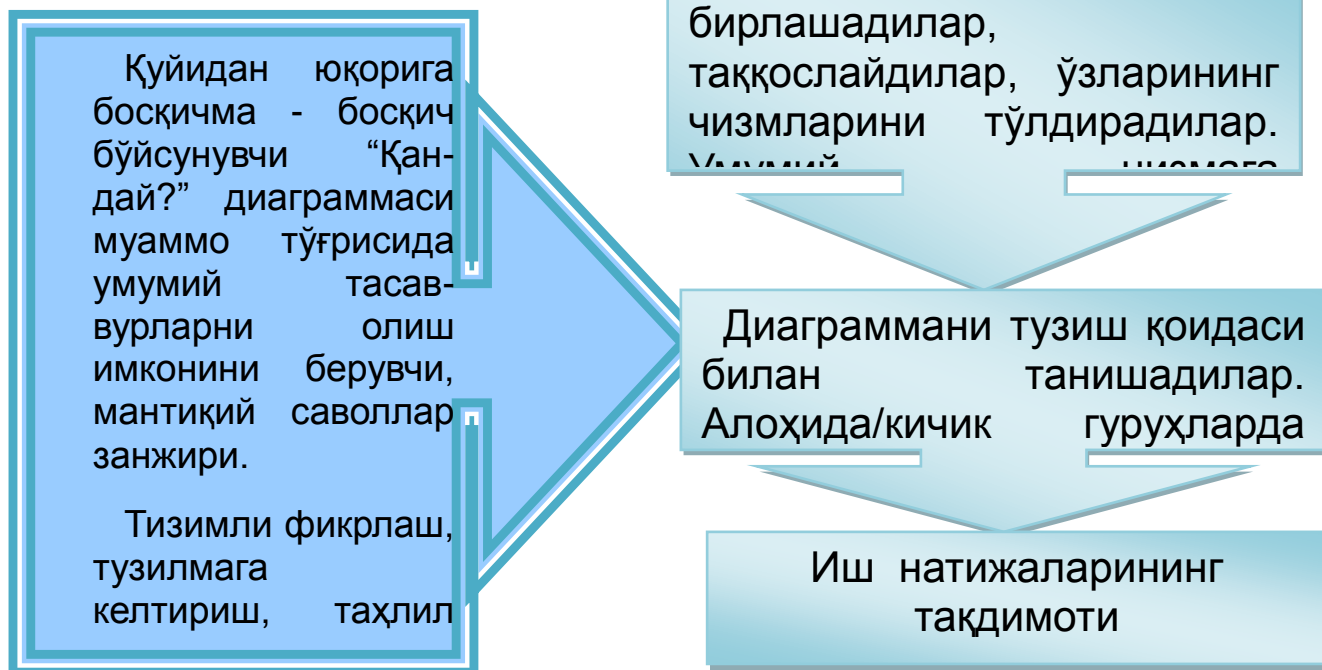 Қуйидан юқорига
босқичма - босқич
бўйсунувчи “Қан-
дай?” диаграммаси
муаммо тўғрисида
умумий тасав-
вурларни олиш
имконини берувчи,
мантиқий саволлар
занжири.
Тизимли фикрлаш,
тузилмага
келтириш, таҳлил
бирлашадилар,
таққослайдилар, ўзларининг
чизмларини тўлдирадилар.
Диаграммани тузиш қоидаси
билан танишадилар.
Алоҳида/кичик гуруҳларда
Иш натижаларининг
тақдимоти